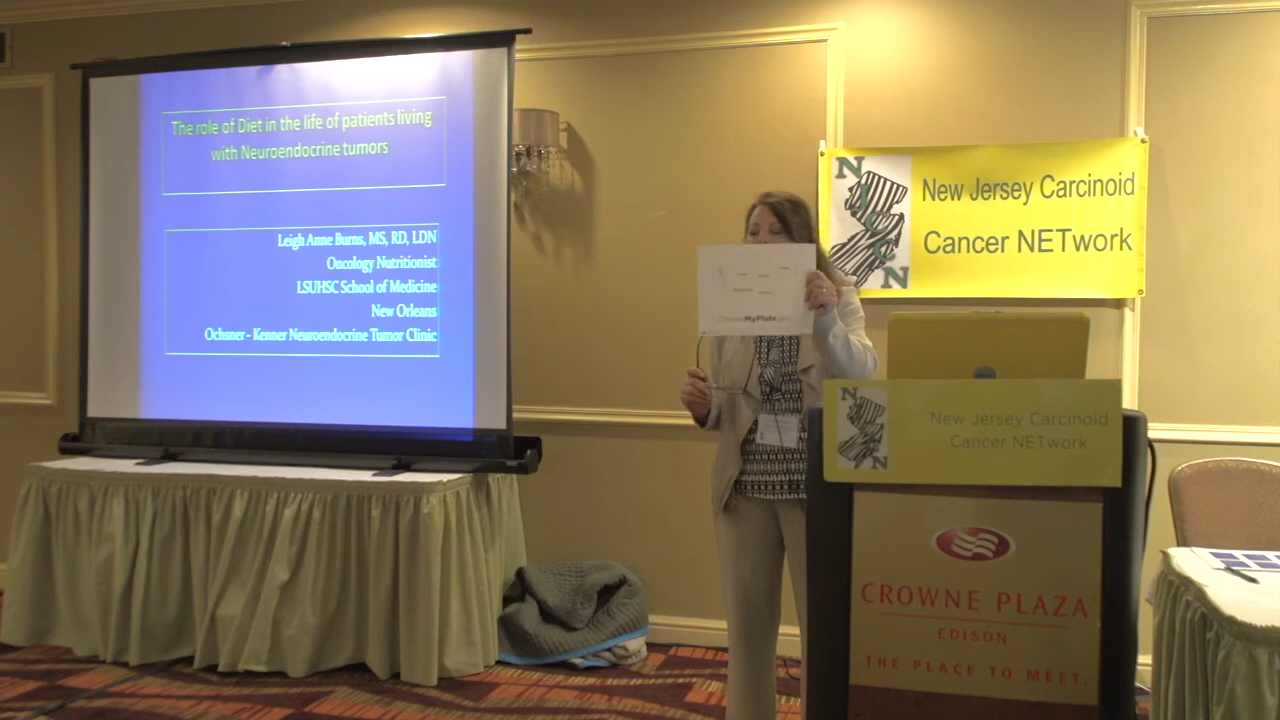 The role of Diet in the life of patients living
with Neuroendocrine tumors
Leigh Anne Burns, MS, RD, LDN
Oncology Nutritionist
LSUHSC School of Medicine
New Orleans
Ochsner - Kenner Neuroendocrine Tumor Clinic
MyPlate
N
J
C
C
N
New Jersey Carcinoid
Cancer NETwork
N
N
New Jersey Carcinoid
Cancer NETwork
CROWNE PLAZA
EDISON
THE PLACE TO MEET.